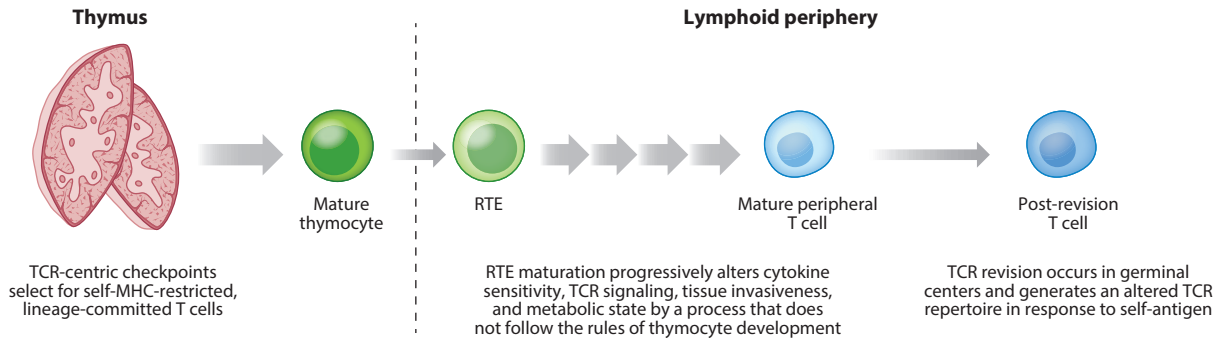 Thymus
Lymphoid periphery
Mature
thymocyte
RTE
Mature peripheral
T cell
Post-revision
T cell
TCR-centric checkpoints
select for self-MHC-restricted,
lineage-committed T cells
RTE maturation progressively alters cytokine
sensitivity, TCR signaling, tissue invasiveness,
and metabolic state by a process that does
not follow the rules of thymocyte development
TCR revision occurs in germinal
centers and generates an altered TCR
repertoire in response to self-antigen